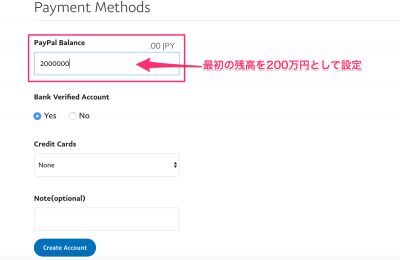 Payment Methods
PayPal Balance
.00 JPY
2000000
最初の残高を200万円として設定
Bank Verified Account
Yes No
Credit Cards
None
Note(optional)
Create Account